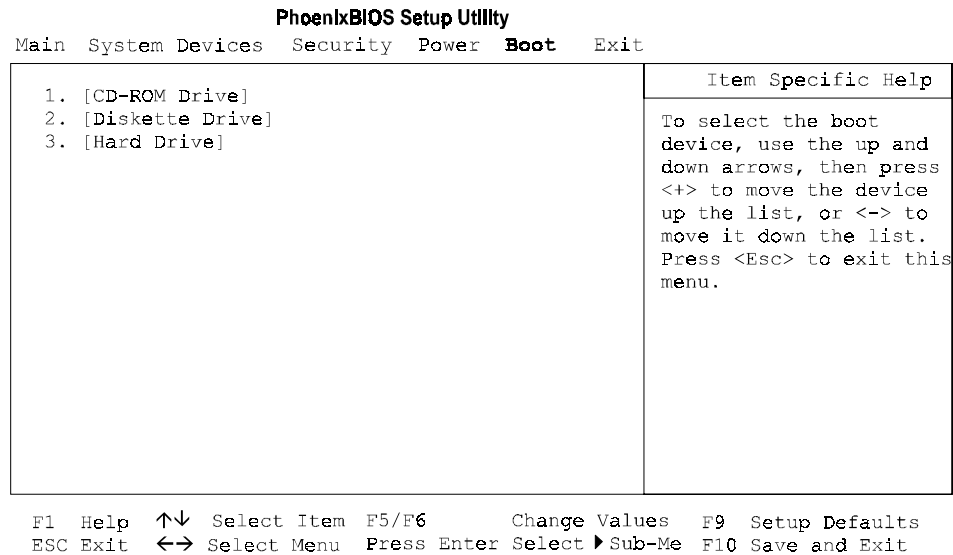 PhoenixBIOS Setup Utility
Main System Devices Security Power Boot Exit
1. [CD-ROM Drive]
2. [Diskette Drive]
3. [Hard Drive]
Item Specific Help
To select the boot
device, use the up and
down arrows, then press
<+> to move the device
up the list, or <-> to
move it down the list.
Press <Esc> to exit this
menu.
F1 Help ↑↓ Select Item F5/F6 Change Values F9 Setup Defaults
ESC Exit ←→ Select Menu Press Enter Select ▶ Sub-Me F10 Save and Exit